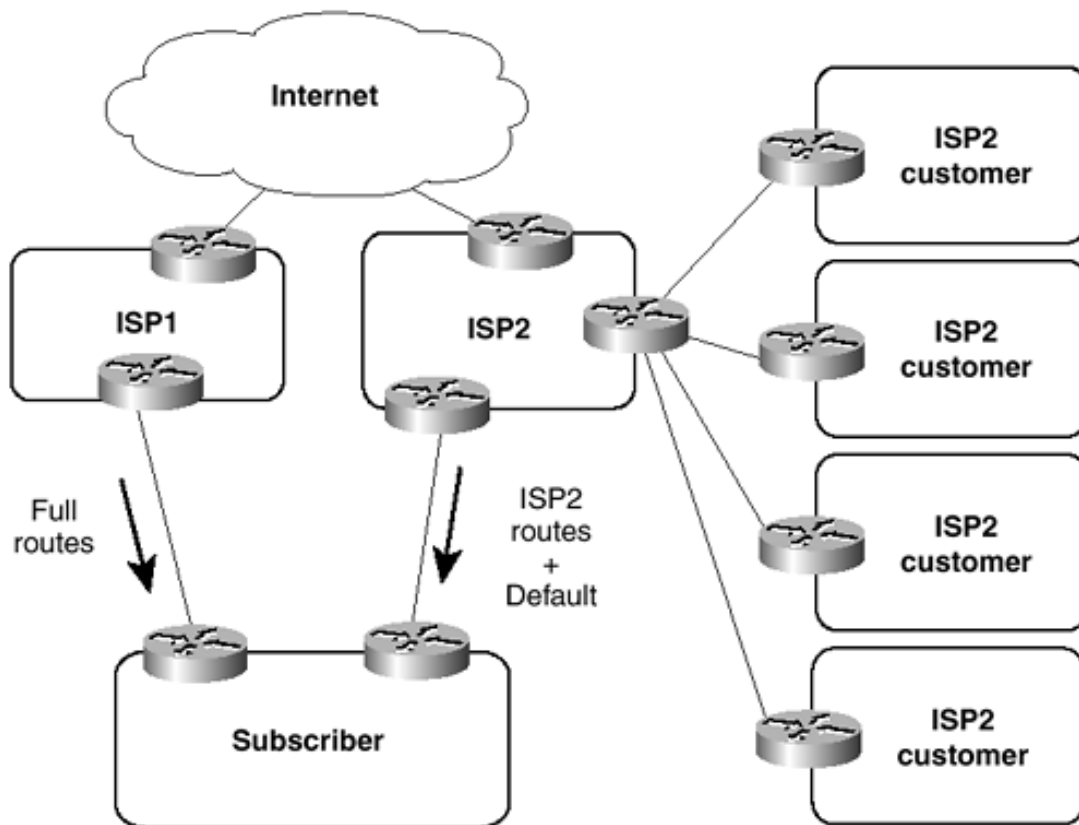 Internet
ISP1
ISP2
ISP2
customer
ISP2
customer
ISP2
customer
ISP2
customer
Full
routes
ISP2
routes
+
Default
Subscriber